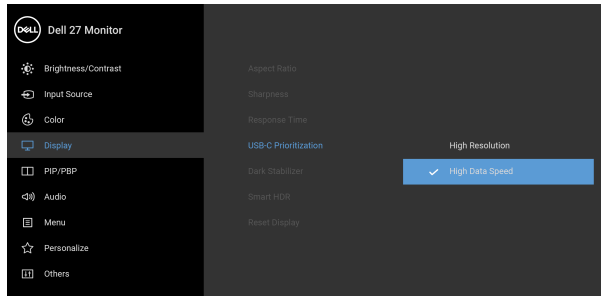 DELL Dell 27 Monitor
Brightness/Contrast
Input Source
Color
Display
PIP/PBP
Audio
Menu
Personalize
Others
Aspect Ratio
Sharpness
Response Time
USB-C Prioritization
Dark Stabilizer
Smart HDR
Reset Display
High Resolution
High Data Speed